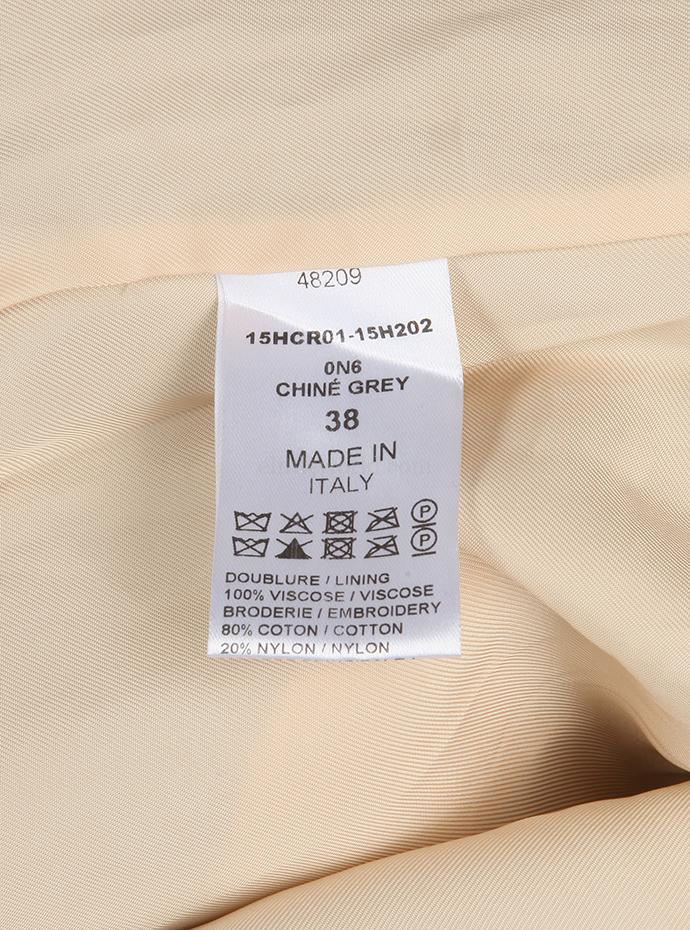 48209
15HCR01-15H202
0N6
CHINÉ GREY
38
MADE IN
ITALY
P
P
DOUBLURE / LINING
100% VISCOSE / VISCOSE
BRODERIE / EMBROIDERY
80% COTON / COTTON
20% NYLON / NYLON